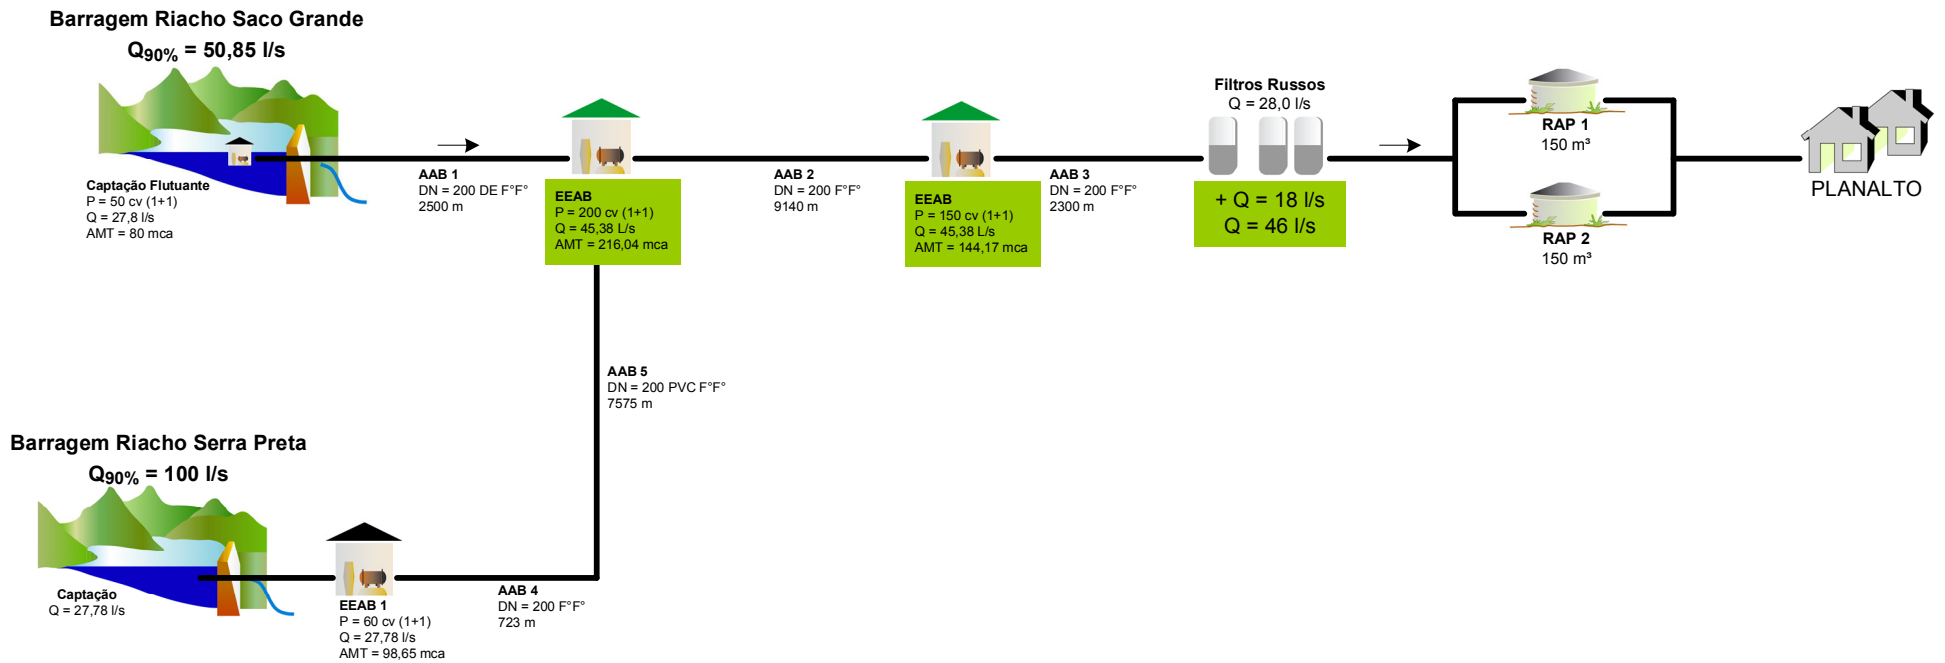 Barragem Riacho Saco Grande
Q90% = 50,85 l/s
Captação Flutuante
P = 50 cv (1+1)
Q = 27,8 l/s
AMT = 80 mca
AAB 1
DN = 200 DE F°F°
2500 m
EEAB
P = 200 cv (1+1)
Q = 45,38 L/s
AMT = 216,04 mca
AAB 2
DN = 200 F°F°
9140 m
EEAB
P = 150 cv (1+1)
Q = 45,38 L/s
AMT = 144,17 mca
AAB 3
DN = 200 F°F°
2300 m
Filtros Russos
Q = 28,0 l/s
+ Q = 18 l/s
Q = 46 l/s
RAP 1
150 m³
RAP 2
150 m³
PLANALTO
AAB 5
DN = 200 PVC F°F°
7575 m
Barragem Riacho Serra Preta
Q90% = 100 l/s
Captação
Q = 27,78 l/s
EEAB 1
P = 60 cv (1+1)
Q = 27,78 l/s
AMT = 98,65 mca
AAB 4
DN = 200 F°F°
723 m